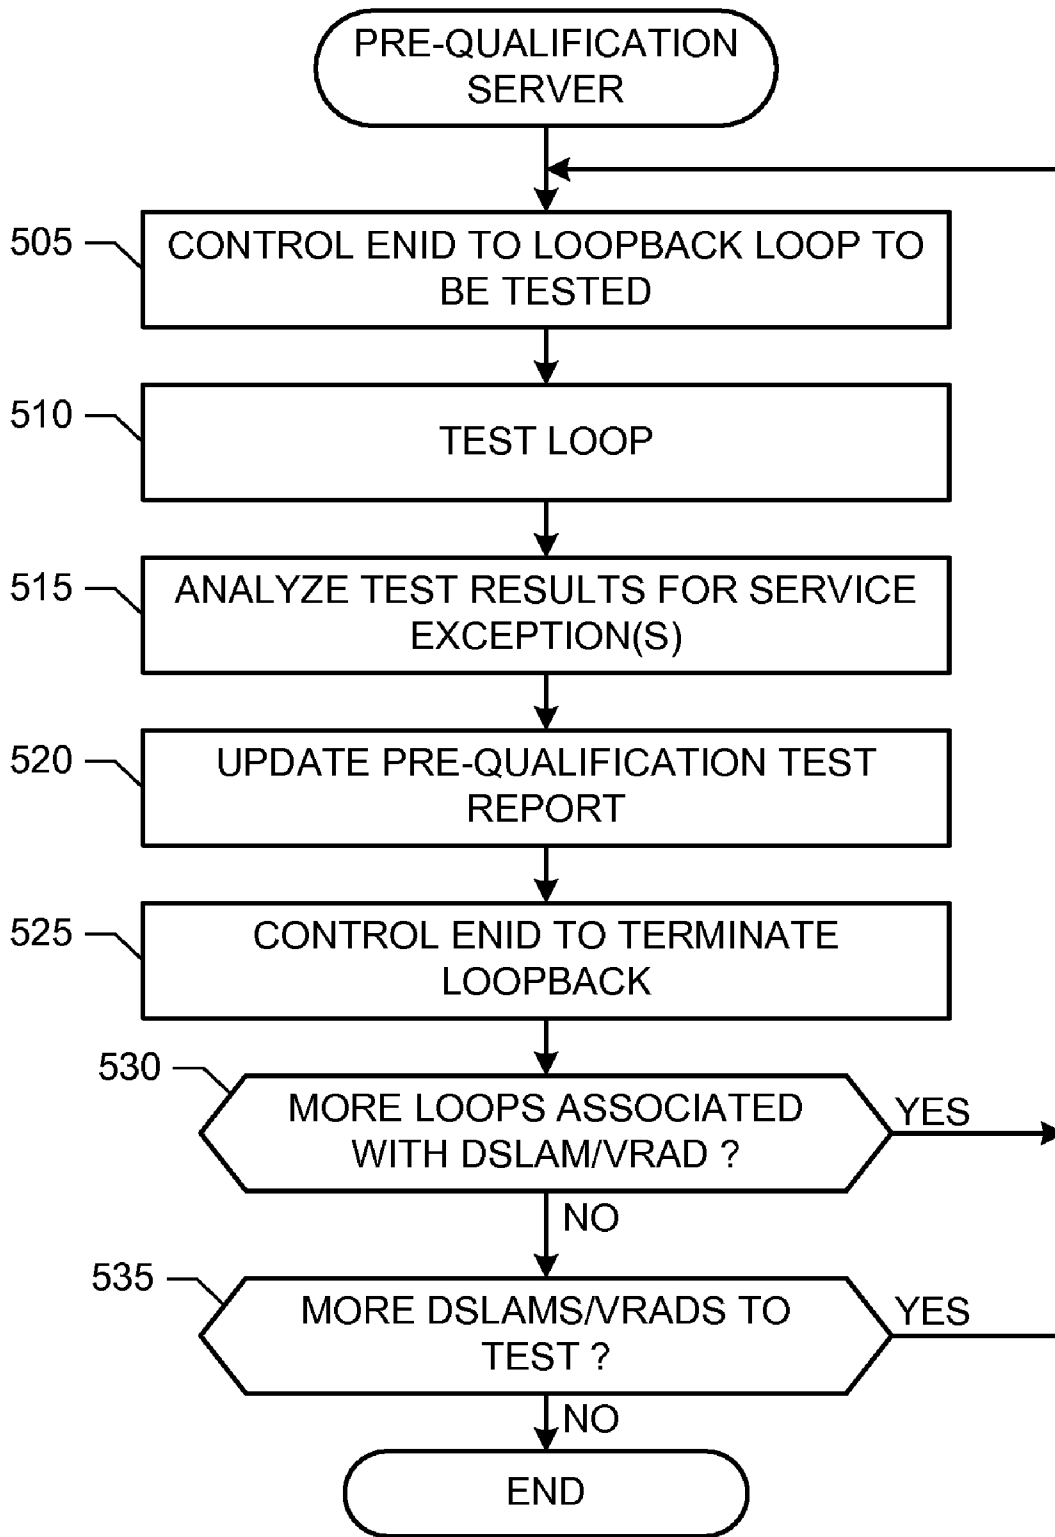 PRE-QUALIFICATION
SERVER
505
CONTROL ENID TO LOOPBACK LOOP TO
BE TESTED
510
TEST LOOP
515
ANALYZE TEST RESULTS FOR SERVICE
EXCEPTION(S)
520
UPDATE PRE-QUALIFICATION TEST
REPORT
525
CONTROL ENID TO TERMINATE
LOOPBACK
530
MORE LOOPS ASSOCIATED
WITH DSLAM/VRAD ?
YES
NO
535
MORE DSLAMS/VRADS TO
TEST ?
YES
NO
END